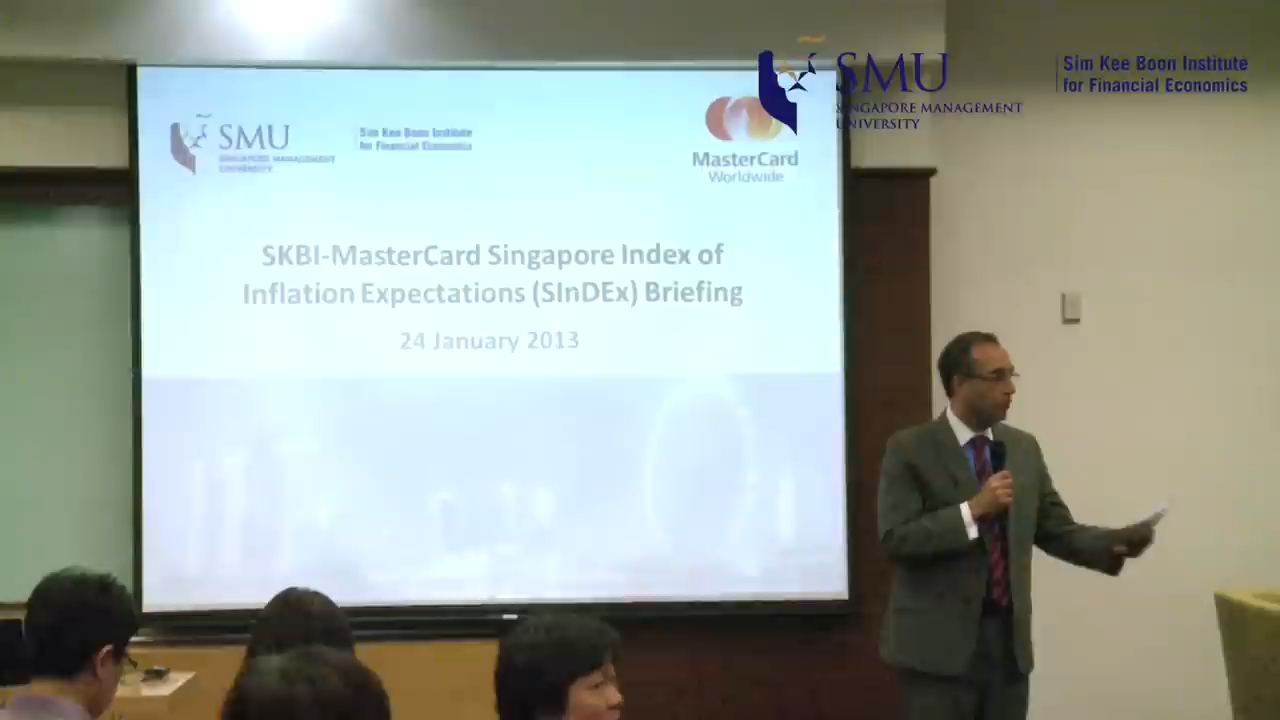 SMU
SINGAPORE MANAGEMENT
UNIVERSITY
Sim Kee Boon Institute
for Financial Economics
SMU
SINGAPORE MANAGEMENT
UNIVERSITY
Sim Kee Boon Institute
for Financial Economics
MasterCard
Worldwide
SKBI-MasterCard Singapore Index of
Inflation Expectations (SInDEx) Briefing
24 January 2013